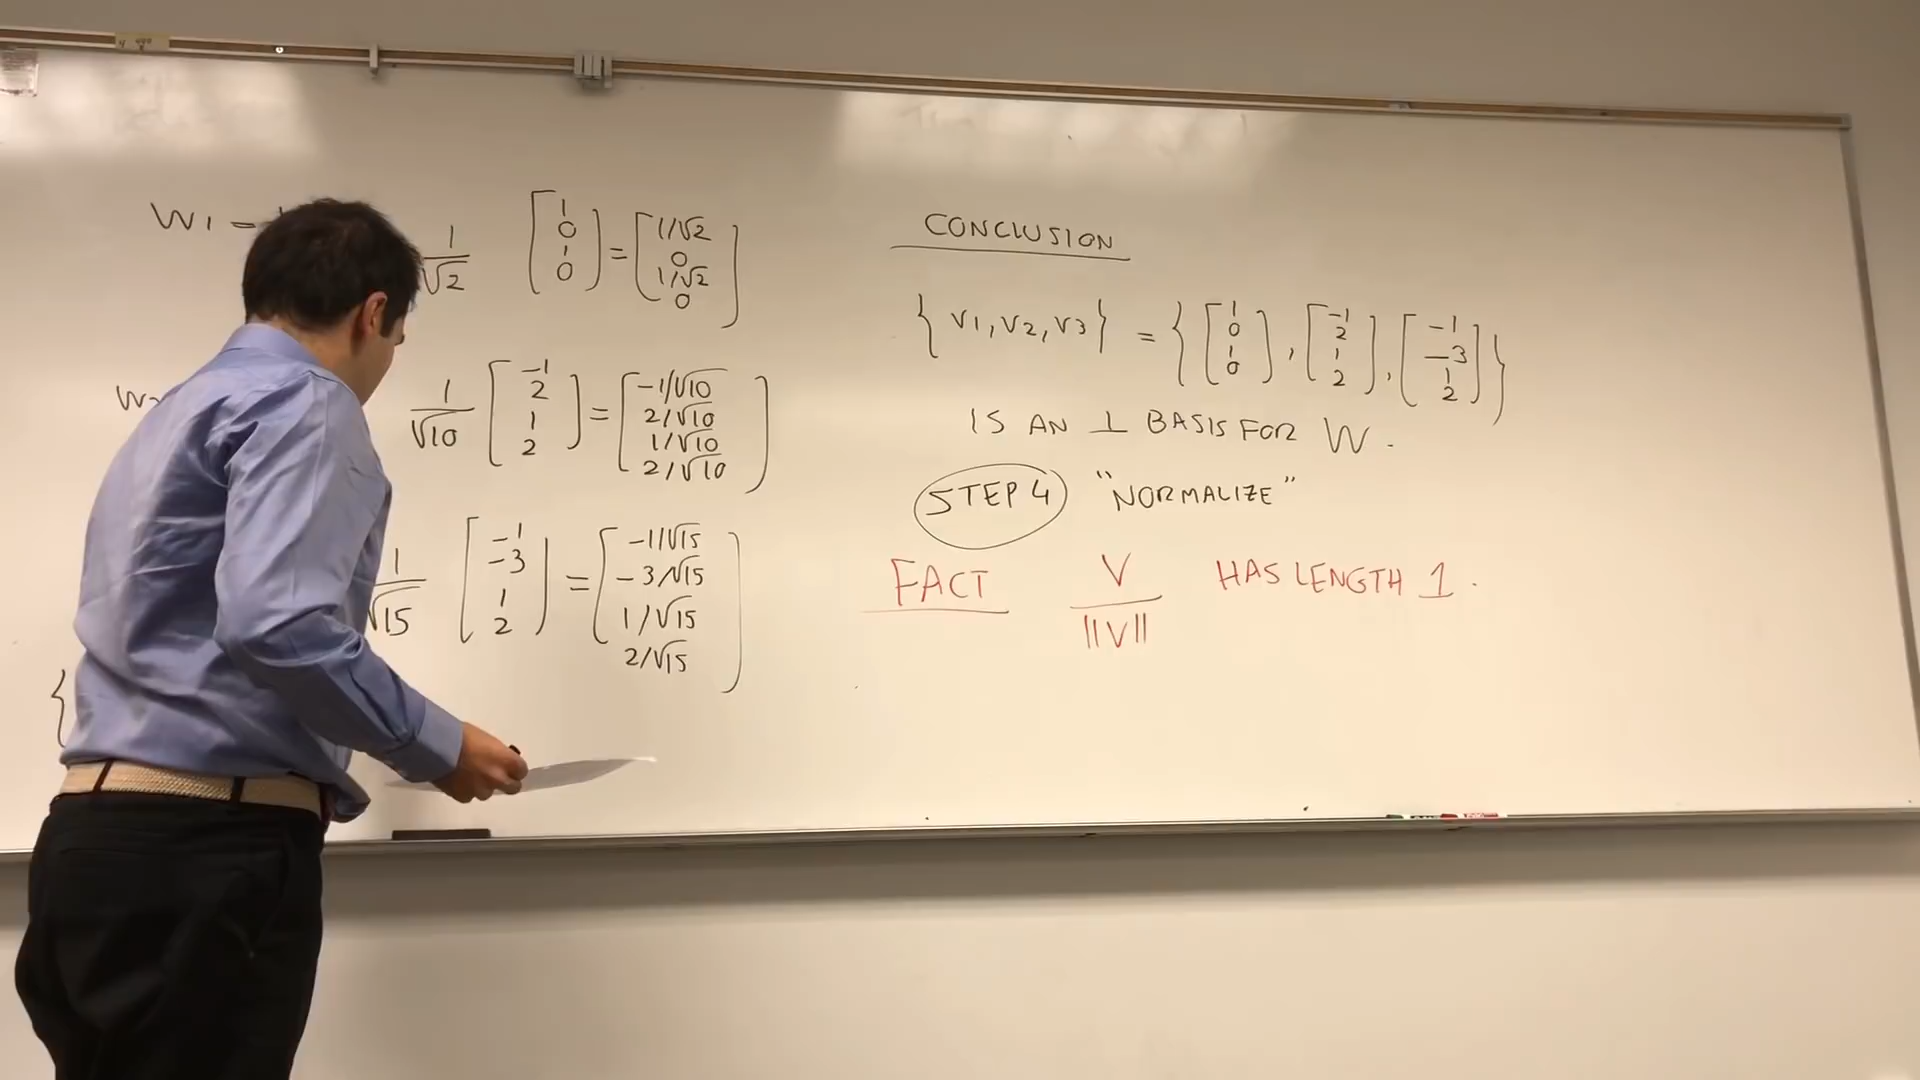 W1 =
1/√2 [1 0 1 0] = [1/√2 0 1/√2 0]
1/√10 [-1 2 1 2] = [-1/√10 2/√10 1/√10 2/√10]
1/√15 [-1 -3 1 2] = [-1/√15 -3/√15 1/√15 2/√15]
{
CONCLUSION
{ V1, V2, V3 } = { [1 0 1 0], [-1 2 1 2], [-1 -3 1 2] }
IS AN ⊥ BASIS FOR W.
STEP 4 "NORMALIZE"
FACT V/||V|| HAS LENGTH 1.